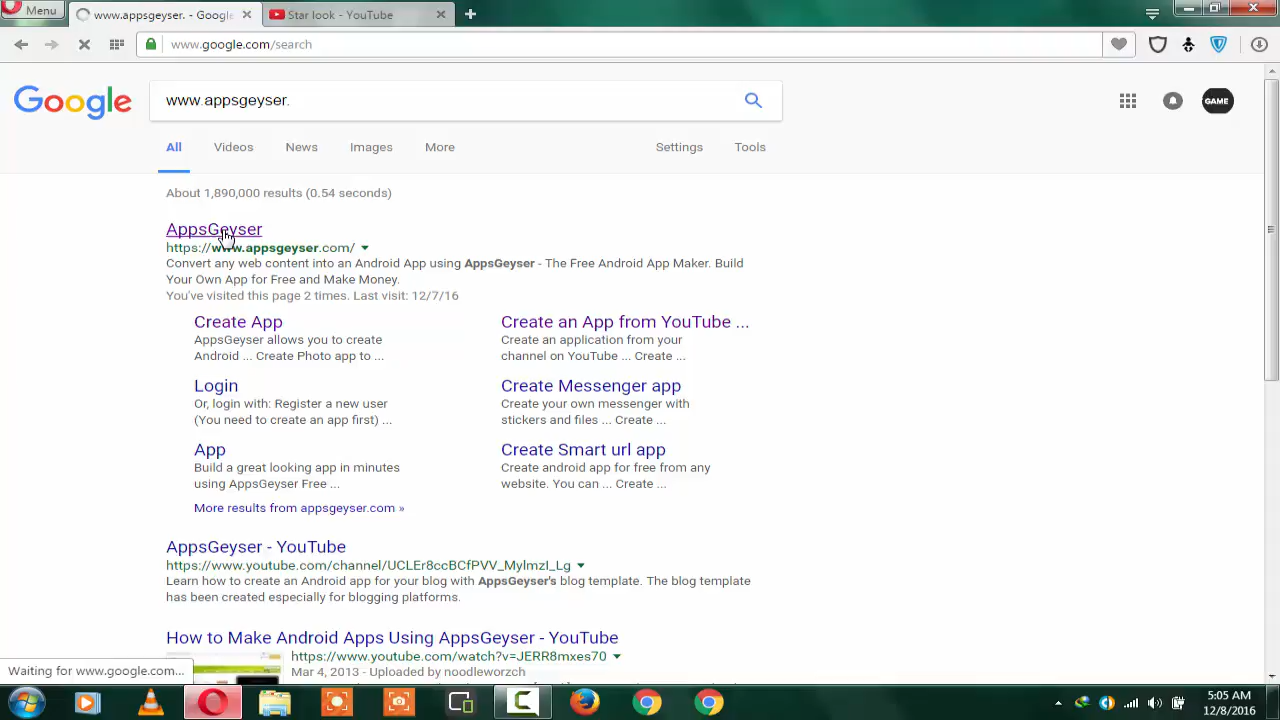 Menu
www.appsgeyser. - Google
Star look - YouTube
www.google.com/search
Google
www.appsgeyser.
GAME
All Videos News Images More Settings Tools
About 1,890,000 results (0.54 seconds)
AppsGeyser
https://www.appsgeyser.com/
Convert any web content into an Android App using AppsGeyser - The Free Android App Maker. Build
Your Own App for Free and Make Money.
You've visited this page 2 times. Last visit: 12/7/16
Create App
AppsGeyser allows you to create
Android ... Create Photo app to ...
Create an App from YouTube ...
Create an application from your
channel on YouTube ... Create ...
Login
Or, login with: Register a new user
(You need to create an app first) ...
Create Messenger app
Create your own messenger with
stickers and files ... Create ...
App
Build a great looking app in minutes
using AppsGeyser Free ...
Create Smart url app
Create android app for free from any
website. You can ... Create ...
More results from appsgeyser.com »
AppsGeyser - YouTube
https://www.youtube.com/channel/UCLEr8ccBCfPVV_MylmzI_Lg
Learn how to create an Android app for your blog with AppsGeyser's blog template. The blog template
has been created especially for blogging platforms.
How to Make Android Apps Using AppsGeyser - YouTube
https://www.youtube.com/watch?v=JERR8mxes70
Mar 4, 2013 - Uploaded by noodleworzch
Waiting for www.google.com...
5:05 AM
12/8/2016